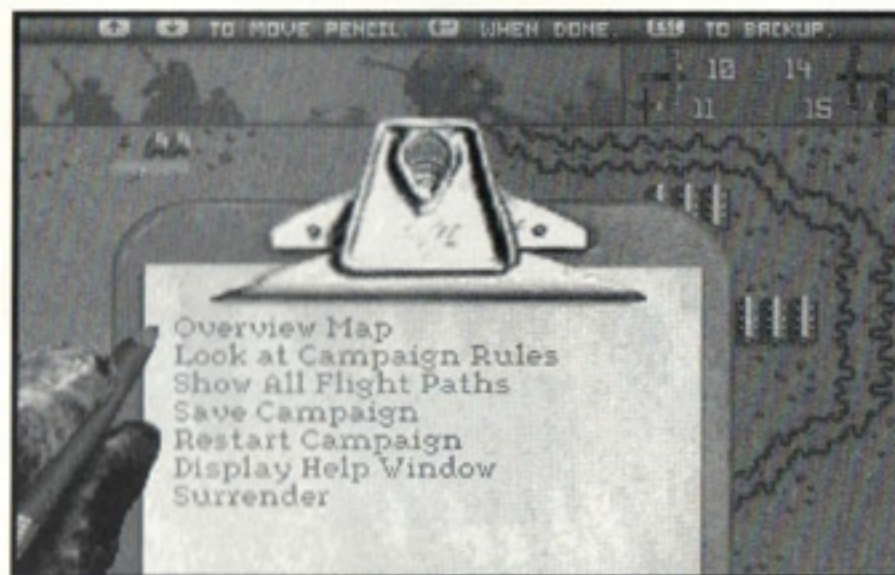 TO MOVE PENCIL. WHEN DONE. ESC TO BACKUP.
10 14
11 15
Overview Map
Look at Campaign Rules
Show All Flight Paths
Save Campaign
Restart Campaign
Display Help Window
Surrender